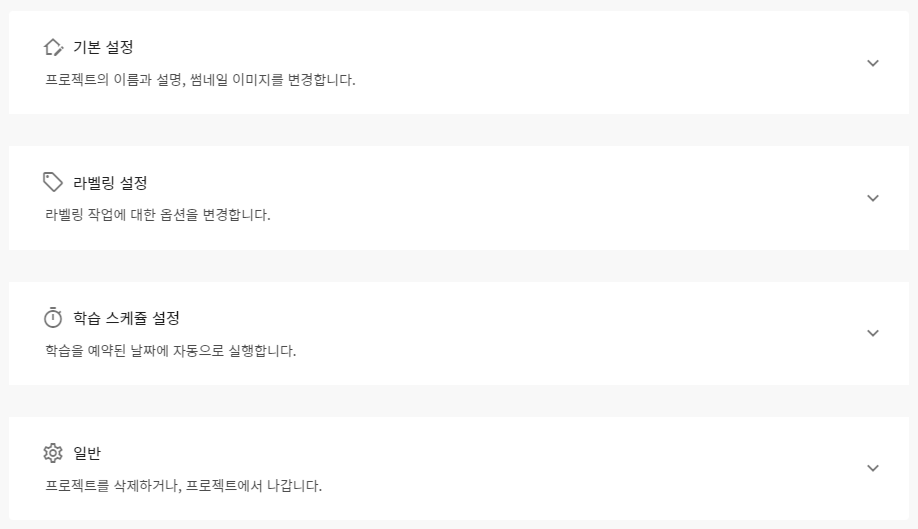 기본 설정
프로젝트의 이름과 설명, 썸네일 이미지를 변경합니다.
라벨링 설정
라벨링 작업에 대한 옵션을 변경합니다.
학습 스케쥴 설정
학습을 예약된 날짜에 자동으로 실행합니다.
일반
프로젝트를 삭제하거나, 프로젝트에서 나갑니다.